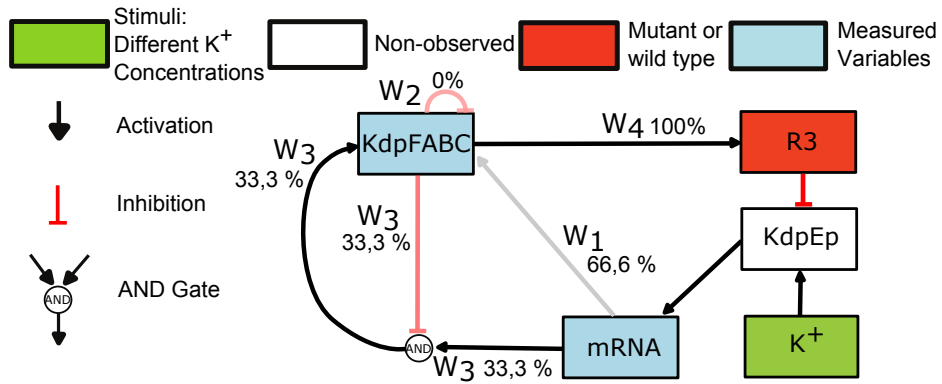 Stimuli:
Different K+
Concentrations
Non-observed
Mutant or
wild type
Measured
Variables
Activation
Inhibition
AND
AND Gate
W2
0%
KdpFABC
W4 100%
R3
W3
33,3 %
W3
33,3 %
W1
66,6 %
KdpEp
AND
W3 33,3 %
mRNA
K+